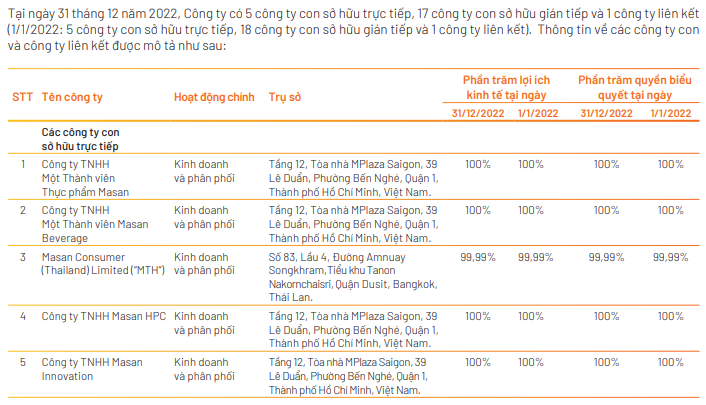 Tại ngày 31 tháng 12 năm 2022, Công ty có 5 công ty con sở hữu trực tiếp, 17 công ty con sở hữu gián tiếp và 1 công ty liên kết
(1/1/2022: 5 công ty con sở hữu trực tiếp, 18 công ty con sở hữu gián tiếp và 1 công ty liên kết). Thông tin về các công ty con
và công ty liên kết được mô tả như sau:
Phần trăm lợi ích Phần trăm quyền biểu
STT Tên công ty Hoạt động chính Trụ sở kinh tế tại ngày quyết tại ngày
31/12/2022 1/1/2022 31/12/2022 1/1/2022
Các công ty con
sở hữu trực tiếp
1 Công ty TNHH Kinh doanh Tầng 12, Tòa nhà MPlaza Saigon, 39 100% 100% 100% 100%
Một Thành viên và phân phối Lê Duẩn, Phường Bến Nghé, Quận 1,
Thực phẩm Masan Thành phố Hồ Chí Minh, Việt Nam.
2 Công ty TNHH Kinh doanh Tầng 12, Tòa nhà MPlaza Saigon, 39 100% 100% 100% 100%
Một Thành viên Masan và phân phối Lê Duẩn, Phường Bến Nghé, Quận 1,
Beverage Thành phố Hồ Chí Minh, Việt Nam.
3 Masan Consumer Kinh doanh Số 83, Lầu 4, Đường Amnuay 99,99% 99,99% 99,99% 99,99%
(Thailand) Limited ("MTH") và phân phối Songkhram,Tiểu khu Tanon
Nakornchaisri, Quận Dusit, Bangkok,
Thái Lan.
4 Công ty TNHH Masan HPC Kinh doanh Tầng 12, Tòa nhà MPlaza Saigon, 39 100% 100% 100% 100%
và phân phối Lê Duẩn, Phường Bến Nghé, Quận 1,
Thành phố Hồ Chí Minh, Việt Nam.
5 Công ty TNHH Masan Kinh doanh Tầng 12, Tòa nhà MPlaza Saigon, 39 100% 100% 100% 100%
Innovation và phân phối Lê Duẩn, Phường Bến Nghé, Quận 1,
Thành phố Hồ Chí Minh, Việt Nam.